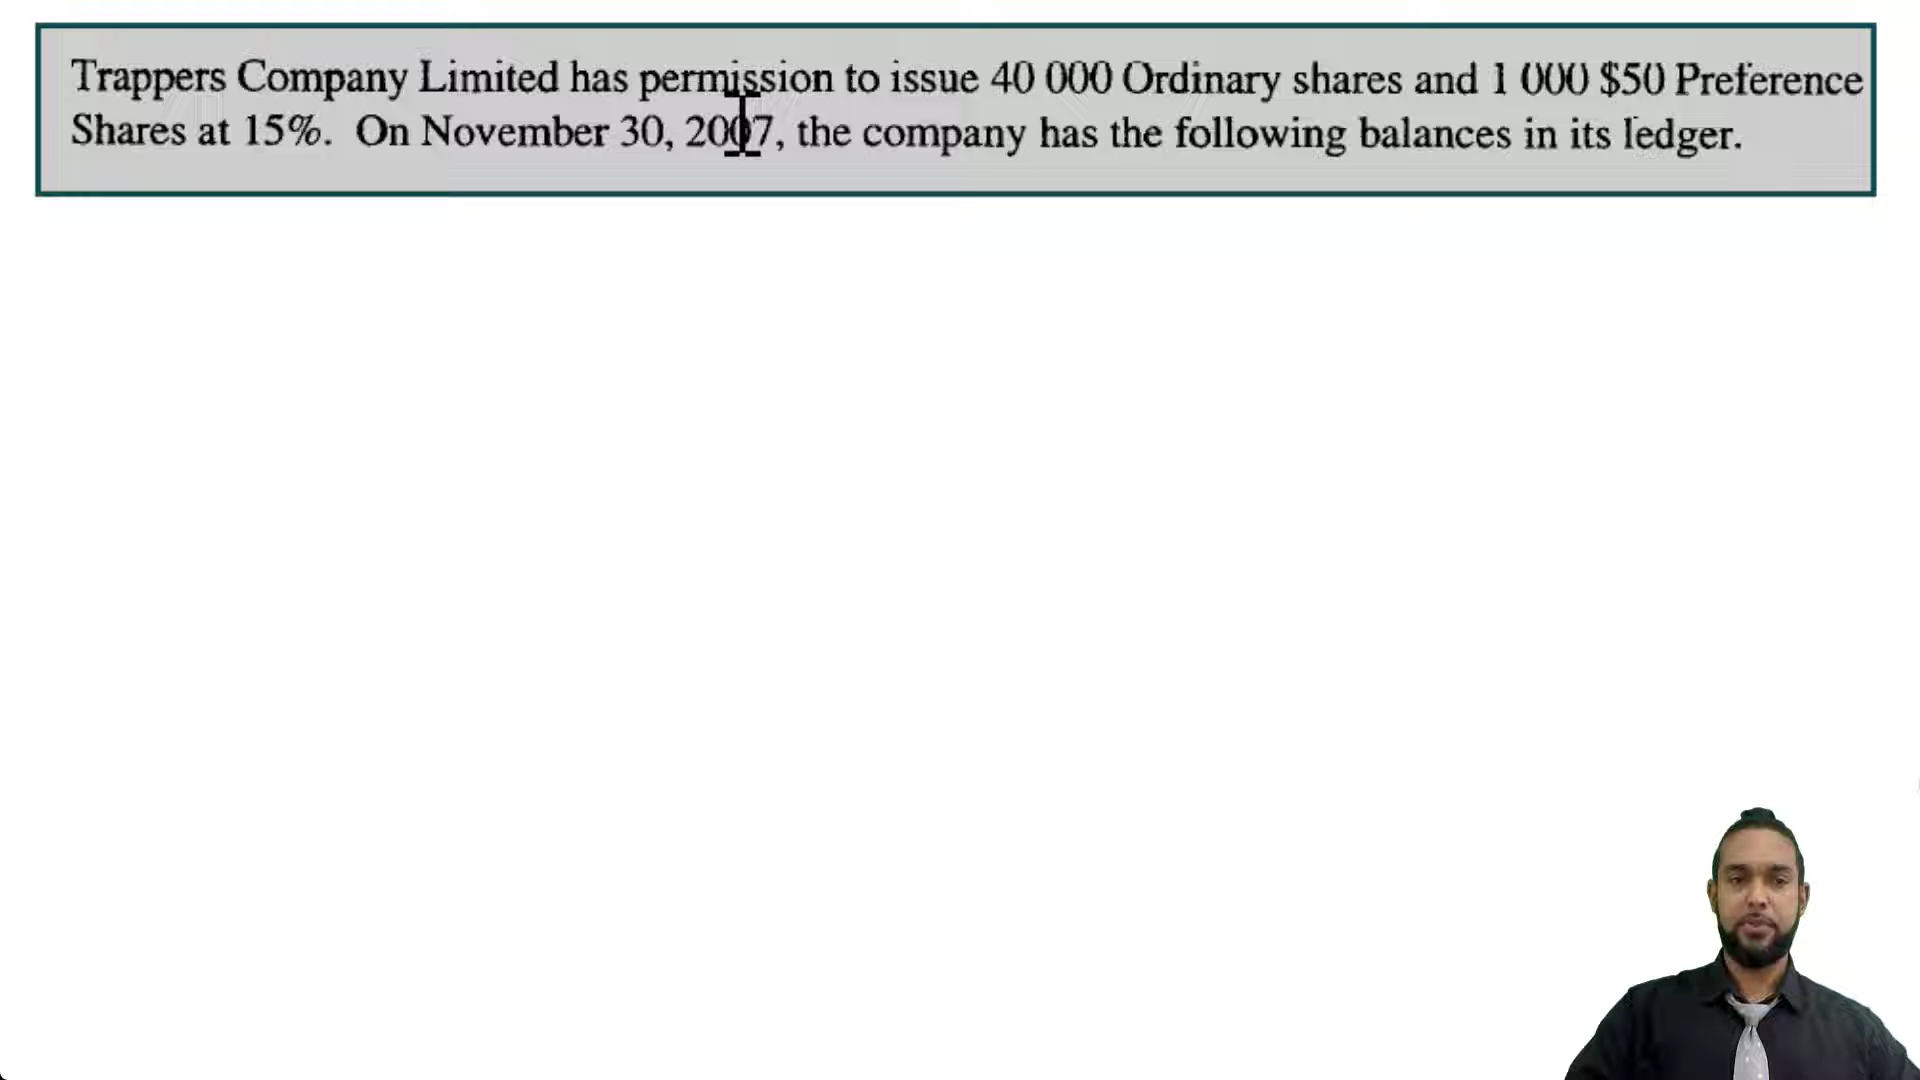 Trappers Company Limited has permission to issue 40 000 Ordinary shares and 1 000 $50 Preference
Shares at 15%. On November 30, 2007, the company has the following balances in its ledger.